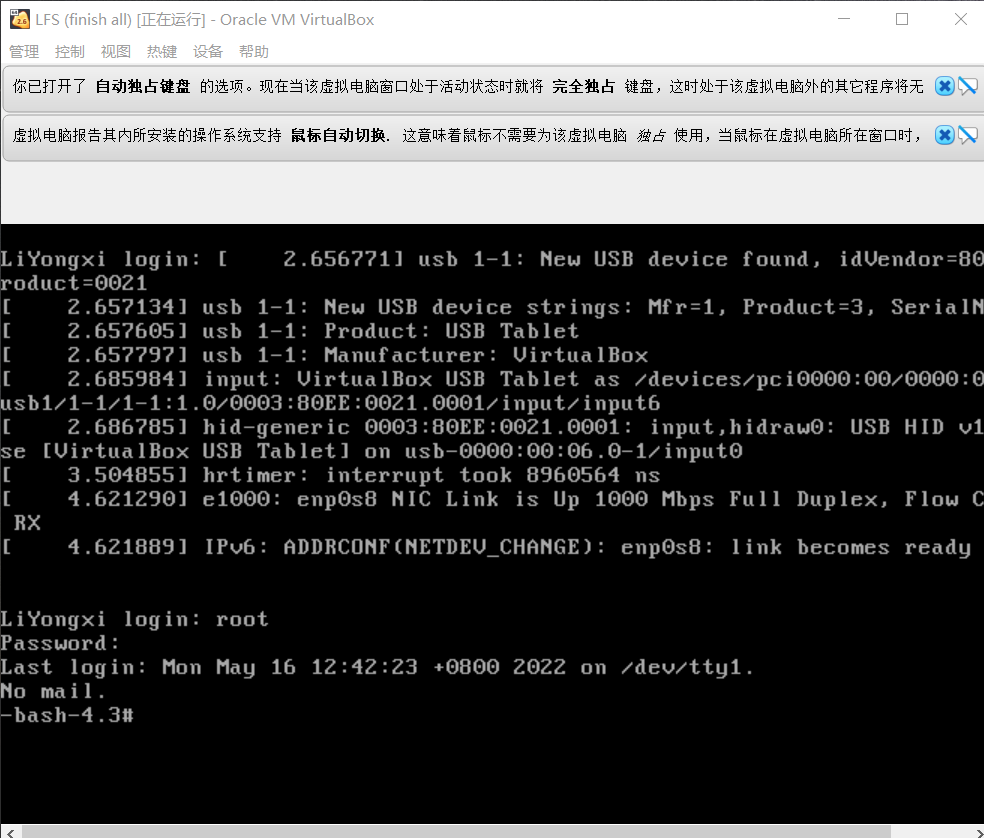 LFS (finish all) [正在运行] - Oracle VM VirtualBox
管理 控制 视图 热键 设备 帮助
你已打开了 自动独占键盘 的选项。现在当该虚拟电脑窗口处于活动状态时就将 完全独占 键盘，这时处于该虚拟电脑外的其它程序将无
虚拟电脑报告其内所安装的操作系统支持 鼠标自动切换. 这意味着鼠标不需要为该虚拟电脑 独占 使用，当鼠标在虚拟电脑所在窗口时，
LiYongxi login: [    2.656771] usb 1-1: New USB device found, idVendor=80
roduct=0021
[    2.657134] usb 1-1: New USB device strings: Mfr=1, Product=3, SerialN
[    2.657605] usb 1-1: Product: USB Tablet
[    2.657797] usb 1-1: Manufacturer: VirtualBox
[    2.685984] input: VirtualBox USB Tablet as /devices/pci0000:00/0000:0
usb1/1-1/1-1:1.0/0003:80EE:0021.0001/input/input6
[    2.686785] hid-generic 0003:80EE:0021.0001: input,hidraw0: USB HID v1
se [VirtualBox USB Tablet] on usb-0000:00:06.0-1/input0
[    3.504855] hrtimer: interrupt took 8960564 ns
[    4.621290] e1000: enp0s8 NIC Link is Up 1000 Mbps Full Duplex, Flow C
RX
[    4.621889] IPv6: ADDRCONF(NETDEV_CHANGE): enp0s8: link becomes ready
LiYongxi login: root
Password:
Last login: Mon May 16 12:42:23 +0800 2022 on /dev/tty1.
No mail.
-bash-4.3#